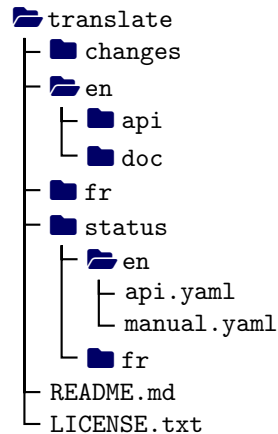 translate
changes
en
api
doc
fr
status
en
api.yaml
manual.yaml
fr
README.md
LICENSE.txt